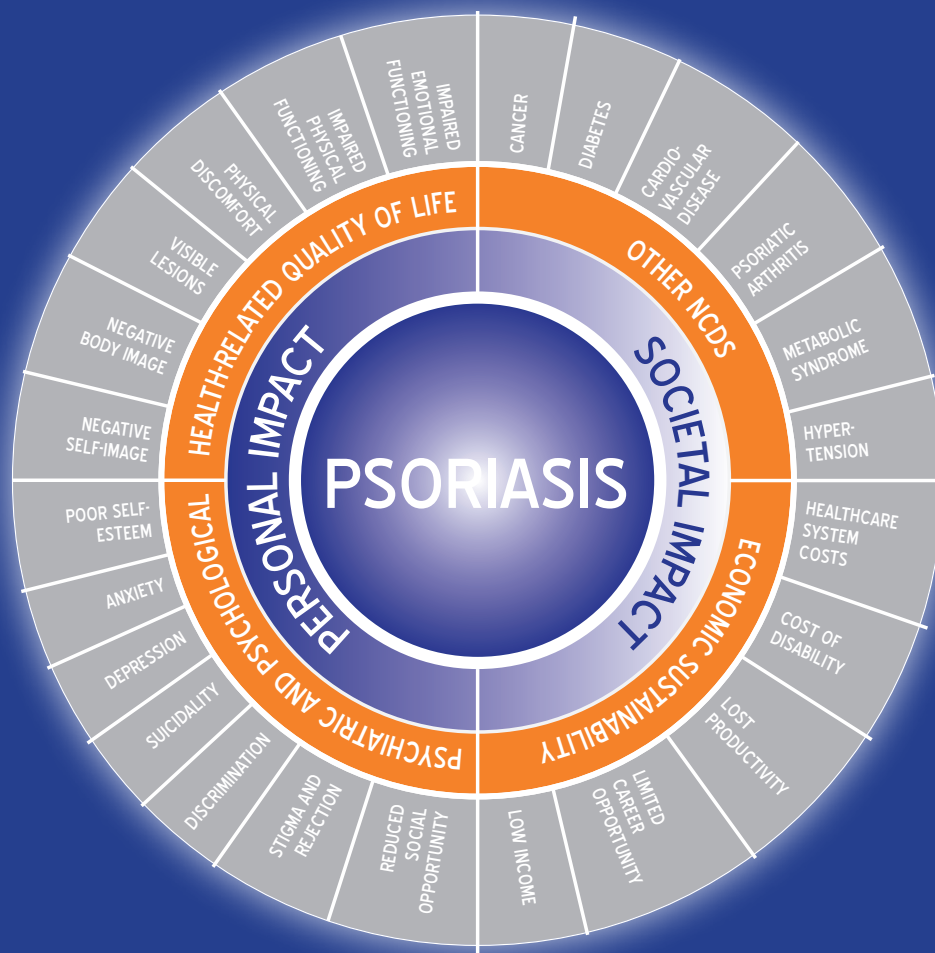 PSORIASIS
PERSONAL IMPACT
SOCIETAL IMPACT
HEALTH-RELATED QUALITY OF LIFE
OTHER NCDS
ECONOMIC SUSTAINABILITY
PSYCHIATRIC AND PSYCHOLOGICAL
CANCER
DIABETES
CARDIO-
VASCULAR
DISEASE
PSORIATIC
ARTHRITIS
METABOLIC
SYNDROME
HYPER-
TENSION
HEALTHCARE
SYSTEM
COSTS
COST OF
DISABILITY
LOST
PRODUCTIVITY
LIMITED
CAREER
OPPORTUNITY
LOW INCOME
REDUCED
SOCIAL
OPPORTUNITY
STIGMA AND
REJECTION
DISCRIMINATION
SUICIDALITY
DEPRESSION
ANXIETY
POOR SELF-
ESTEEM
NEGATIVE
SELF-IMAGE
NEGATIVE
BODY IMAGE
VISIBLE
LESIONS
PHYSICAL
DISCOMFORT
IMPAIRED
PHYSICAL
FUNCTIONING
IMPAIRED
EMOTIONAL
FUNCTIONING